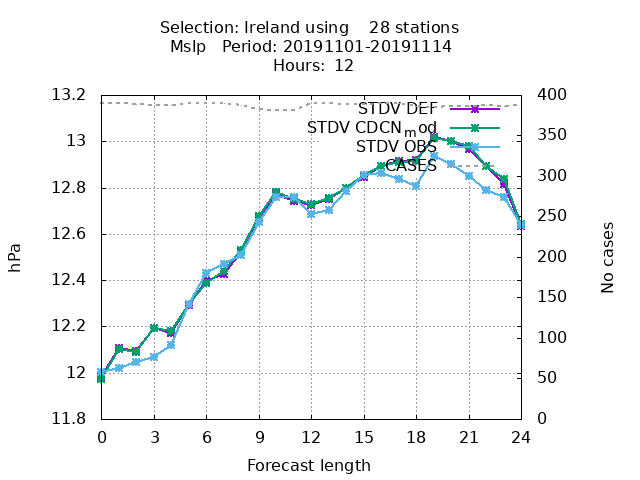 Selection: Ireland using    28 stations
Mslp   Period: 20191101-20191114
Hours: 12
13.2
13
12.8
12.6
12.4
12.2
12
11.8
hPa
STDV DEF
STDV CDCNmod
STDV OBS
CASES
400
350
300
250
200
150
100
50
0
No cases
0 3 6 9 12 15 18 21 24
Forecast length